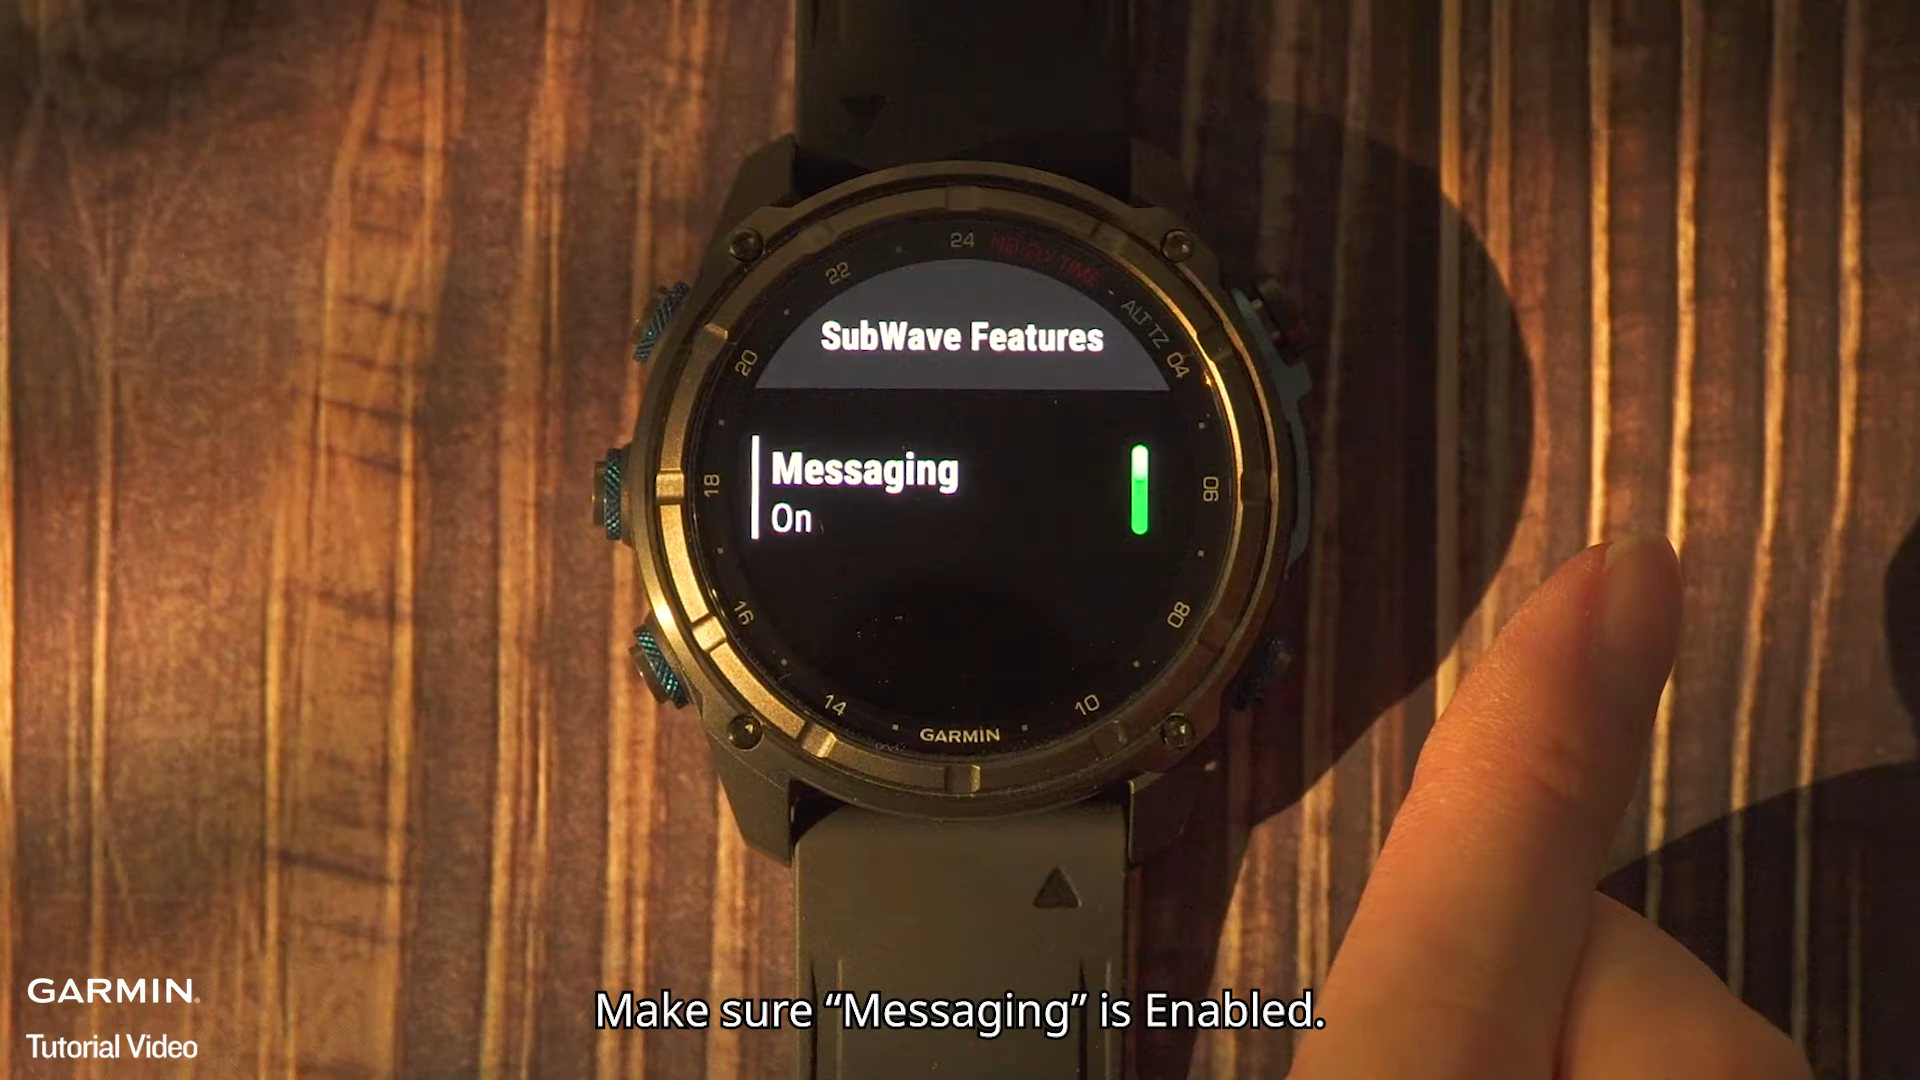 24
22
ALT TZ
SubWave Features
20
04
Messaging
On
18
06
16
08
14
10
GARMIN
GARMIN
Tutorial Video
Make sure “Messaging” is Enabled.